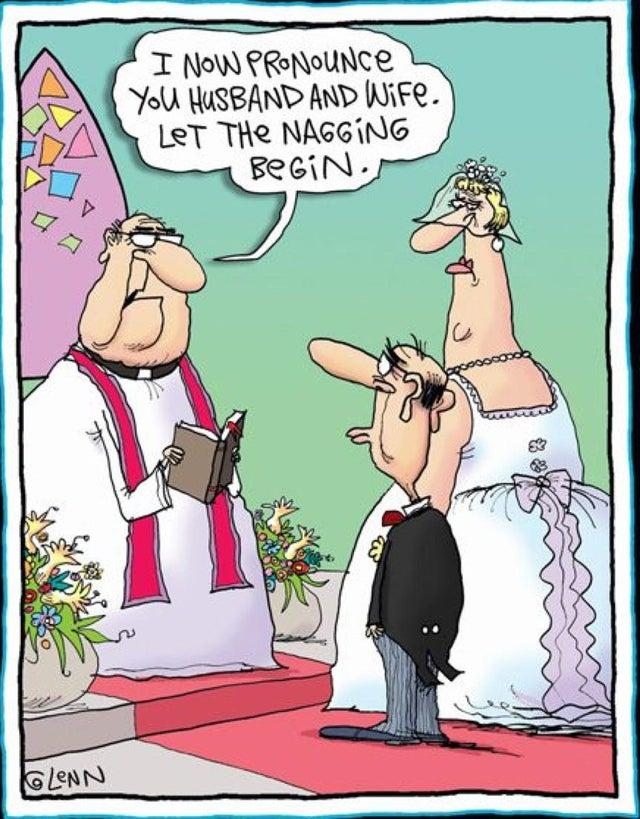 I NOW PRONOUNCE
YOU HUSBAND AND WIFE.
LET THE NAGGING
BEGIN.
GLENN